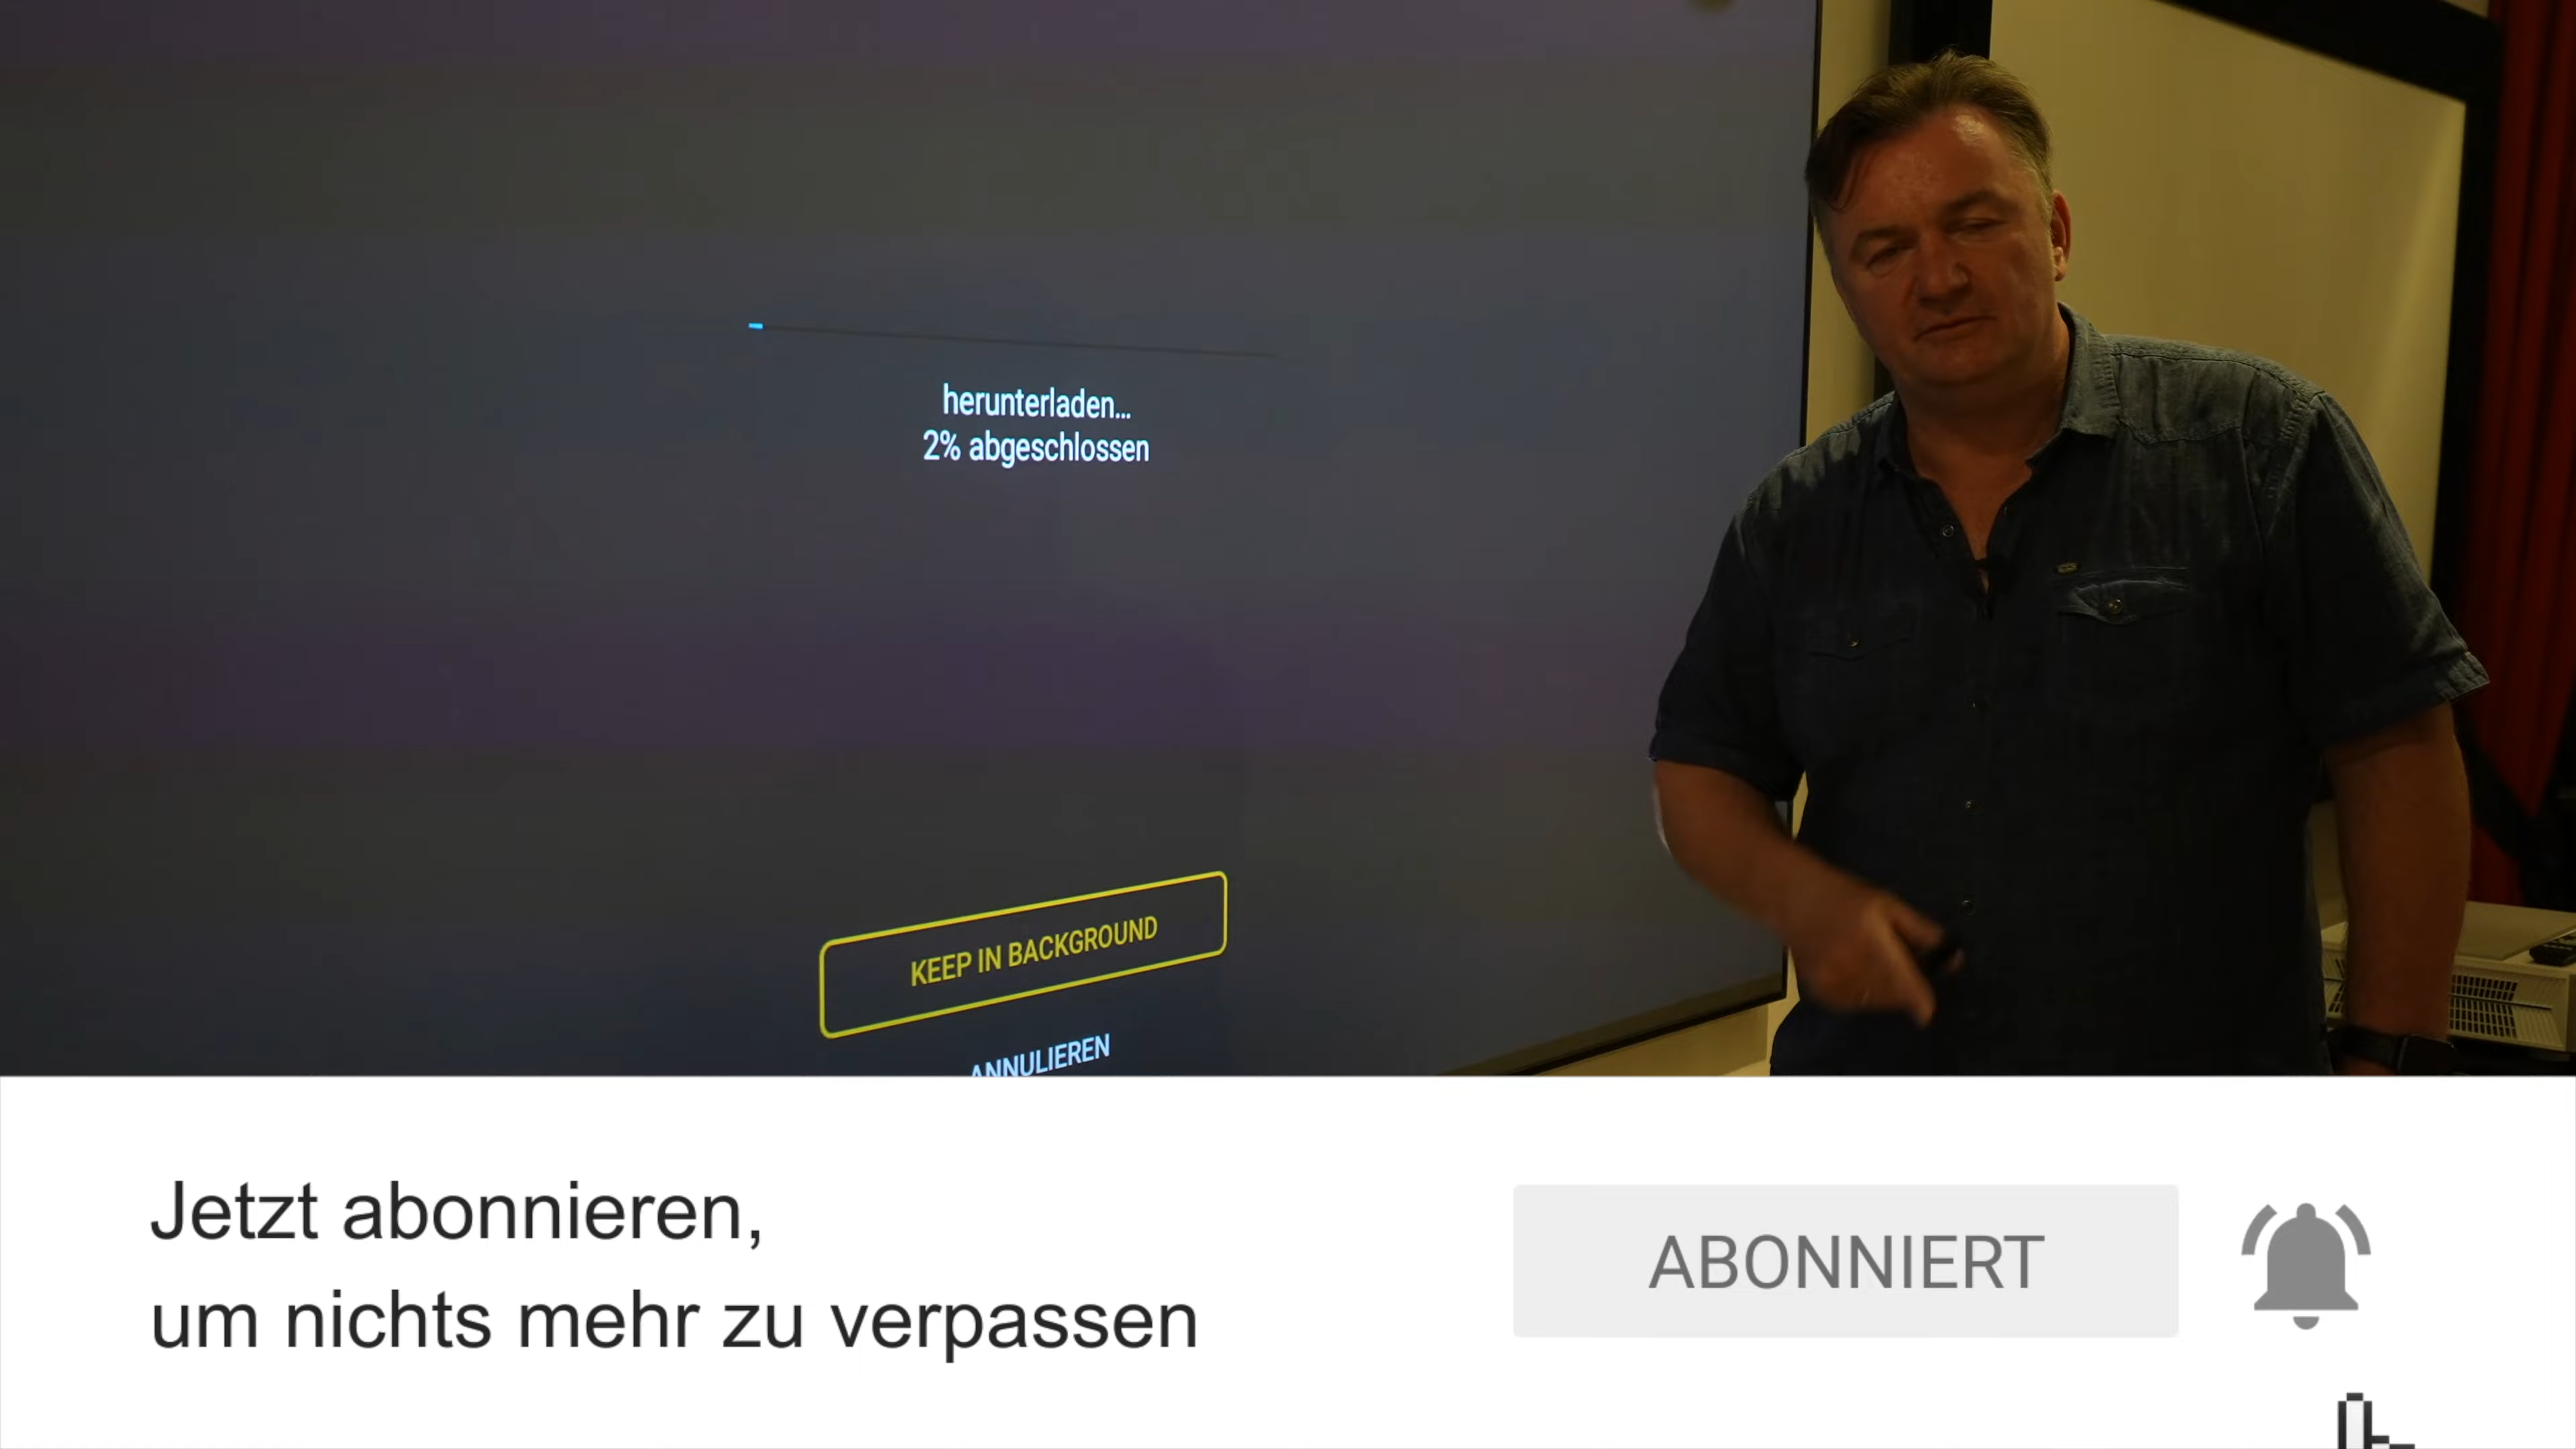 herunterladen...
2% abgeschlossen
KEEP IN BACKGROUND
ANNULIEREN
Jetzt abonnieren,
um nichts mehr zu verpassen
ABONNIERT